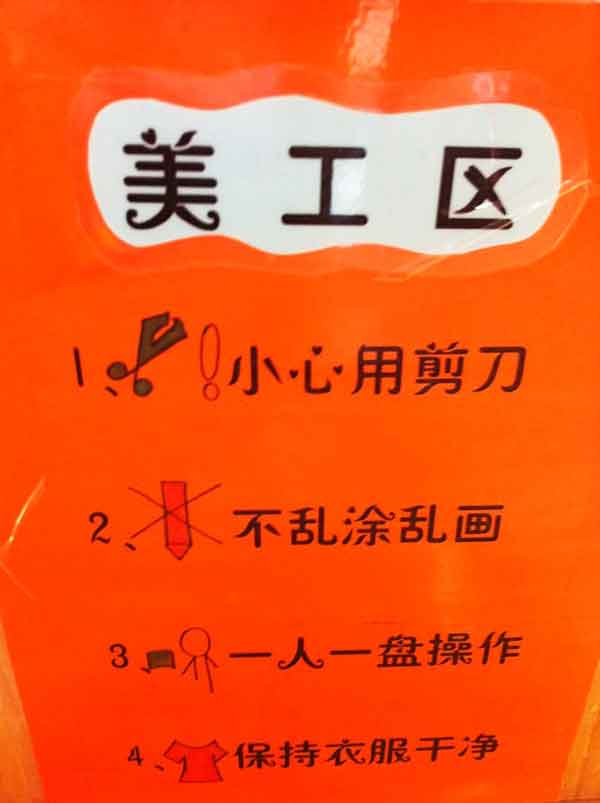 美工区
1、小心用剪刀
2、不乱涂乱画
3、一人一盘操作
4、保持衣服干净